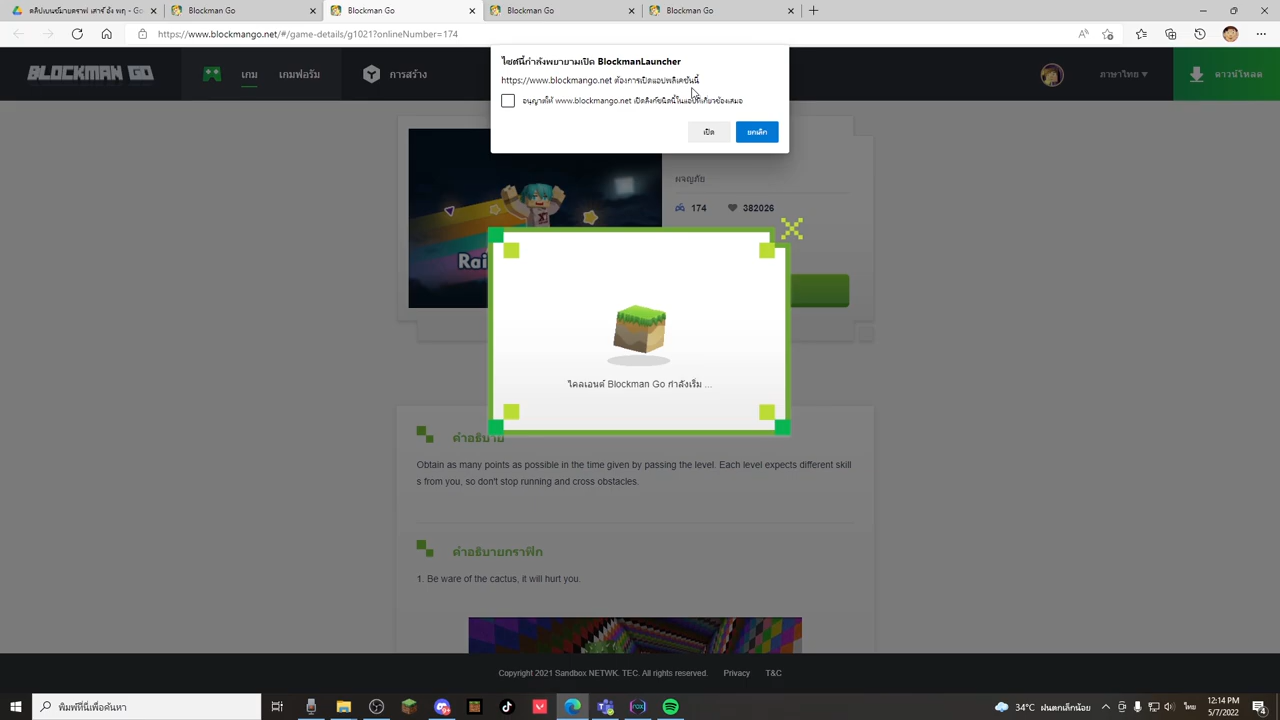 คลิปเบนซ์มายคราฟ เสาร์ อัง พฤ - Go
Blockman Go
Blockman Go
Blockman Go
Blockman Go
https://www.blockmango.net/#/game-details/g1021?onlineNumber=174
BLOCKMAN GO
เกม
เกมฟอรัม
การสร้าง
ภาษาไทย
ดาวน์โหลด
ไซต์นี้กำลังพยายามเปิด BlockmanLauncher
https://www.blockmango.net ต้องการเปิดแอปพลิเคชันนี้
อนุญาตให้ www.blockmango.net เปิดลิงก์ชนิดนี้ในแอปที่เกี่ยวข้องเสมอ
เปิด
ยกเลิก
ผจญภัย
174
382026
Rai
ไคลเอนต์ Blockman Go กำลังเริ่ม ...
คำอธิบาย
Obtain as many points as possible in the time given by passing the level. Each level expects different skill
s from you, so don't stop running and cross obstacles.
คำอธิบายกราฟิก
1. Be ware of the cactus, it will hurt you.
Copyright 2021 Sandbox NETWK. TEC. All rights reserved.
Privacy
T&C
พิมพ์ที่นี่เพื่อค้นหา
34°C ฝนตกเล็กน้อย
12:14 PM
5/7/2022